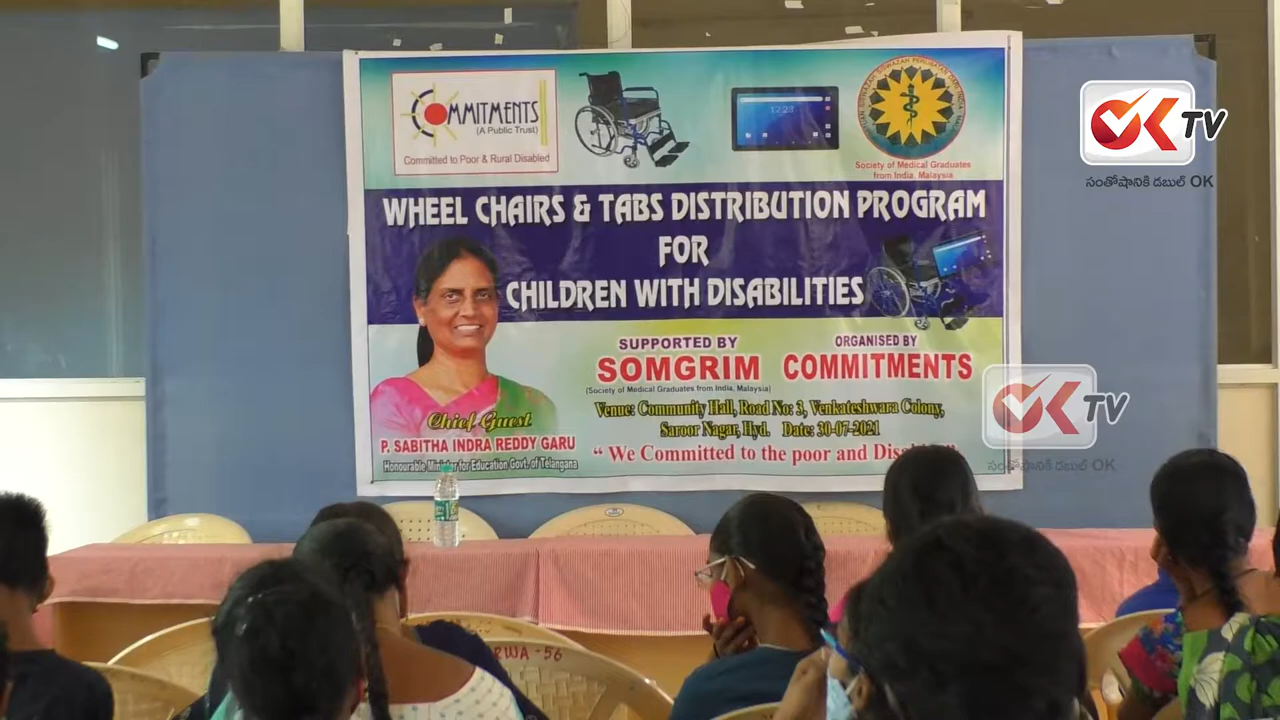 COMMITMENTS
(A Public Trust)
Committed to Poor & Rural Disabled
12:23
Society of Medical Graduates
from India, Malaysia
OK TV
సంతోషానికి డబుల్ OK
WHEEL CHAIRS & TABS DISTRIBUTION PROGRAM
FOR
CHILDREN WITH DISABILITIES
SUPPORTED BY
SOMGRIM
(Society of Medical Graduates from India, Malaysia)
ORGANISED BY
COMMITMENTS
Venue: Community Hall, Road No: 3, Venkateshwara Colony,
Saroor Nagar, Hyd. Date: 30-07-2021
Chief Guest
P. SABITHA INDRA REDDY GARU
Honourable Minister for Education Govt. of Telangana
“ We Committed to the poor and
OK TV
సంతోషానికి డబుల్ OK
RWA-56